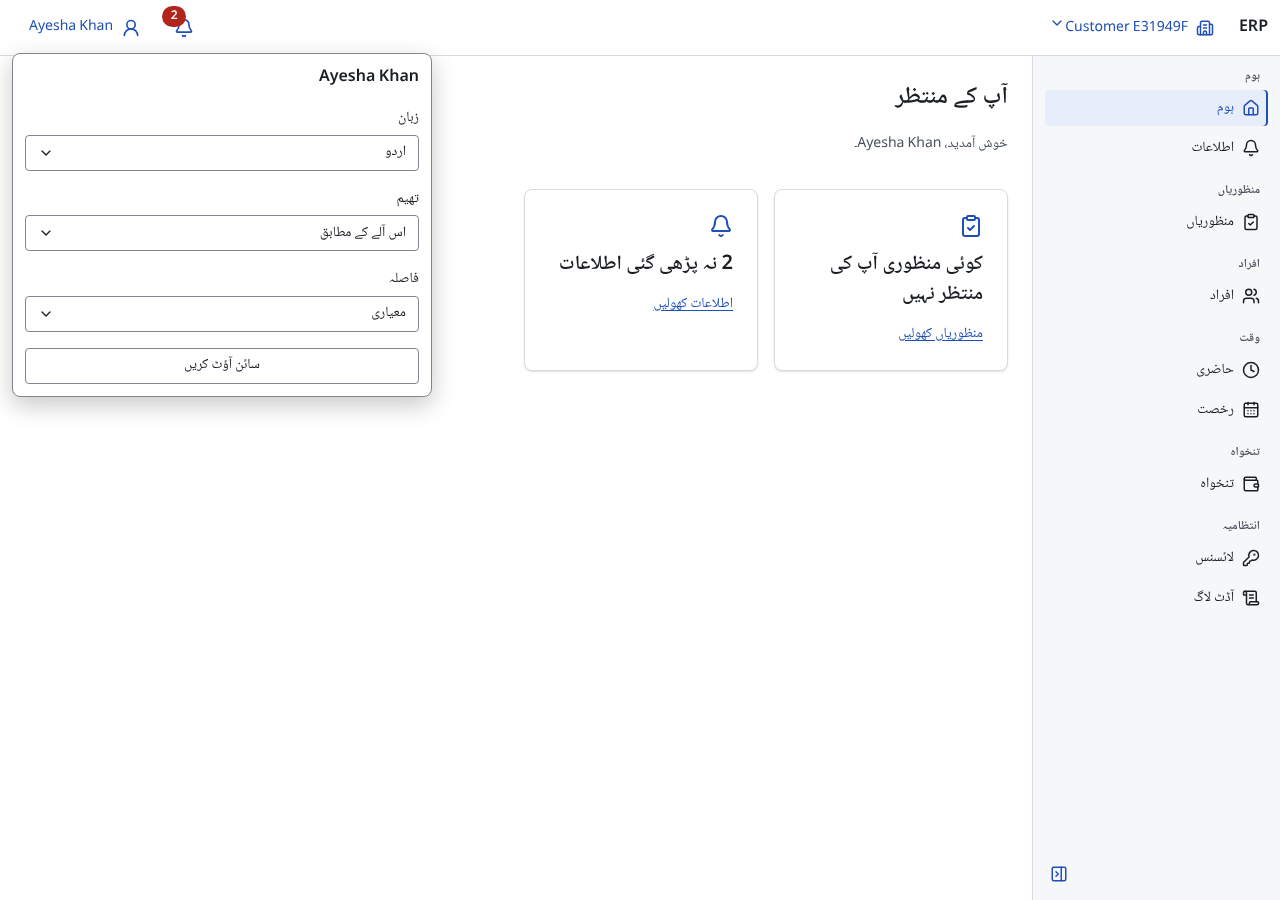 ERP
Customer E31949F
2
Ayesha Khan
ہوم
ہوم
اطلاعات
منظوریاں
منظوریاں
افراد
افراد
وقت
حاضری
رخصت
تنخواہ
تنخواہ
انتظامیہ
لائسنس
آڈٹ لاگ
آپ کے منتظر
خوش آمدید، Ayesha Khan۔
کوئی منظوری آپ کی
منتظر نہیں
منظوریاں کھولیں
2 نہ پڑھی گئی اطلاعات
اطلاعات کھولیں
Ayesha Khan
زبان
اردو
تھیم
اس آلے کے مطابق
فاصلہ
معیاری
سائن آؤٹ کریں